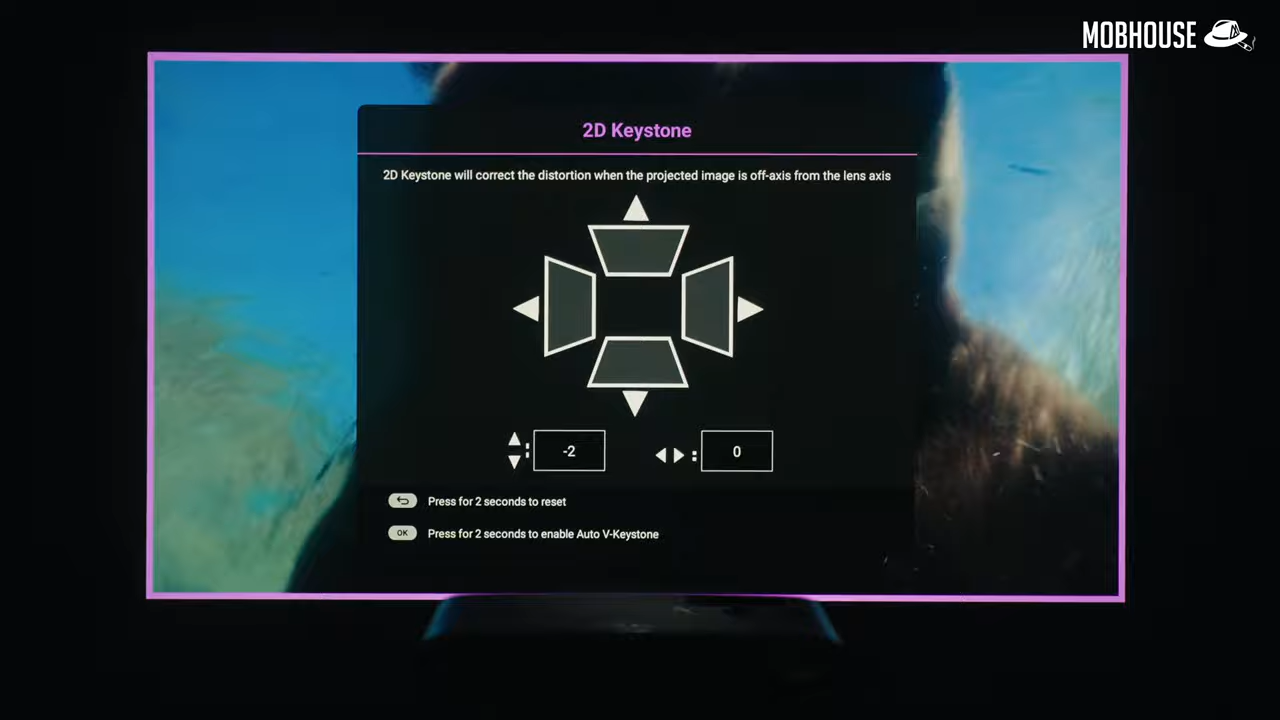 MOBHOUSE
2D Keystone
2D Keystone will correct the distortion when the projected image is off-axis from the lens axis
: -2
: 0
Press for 2 seconds to reset
OK Press for 2 seconds to enable Auto V-Keystone